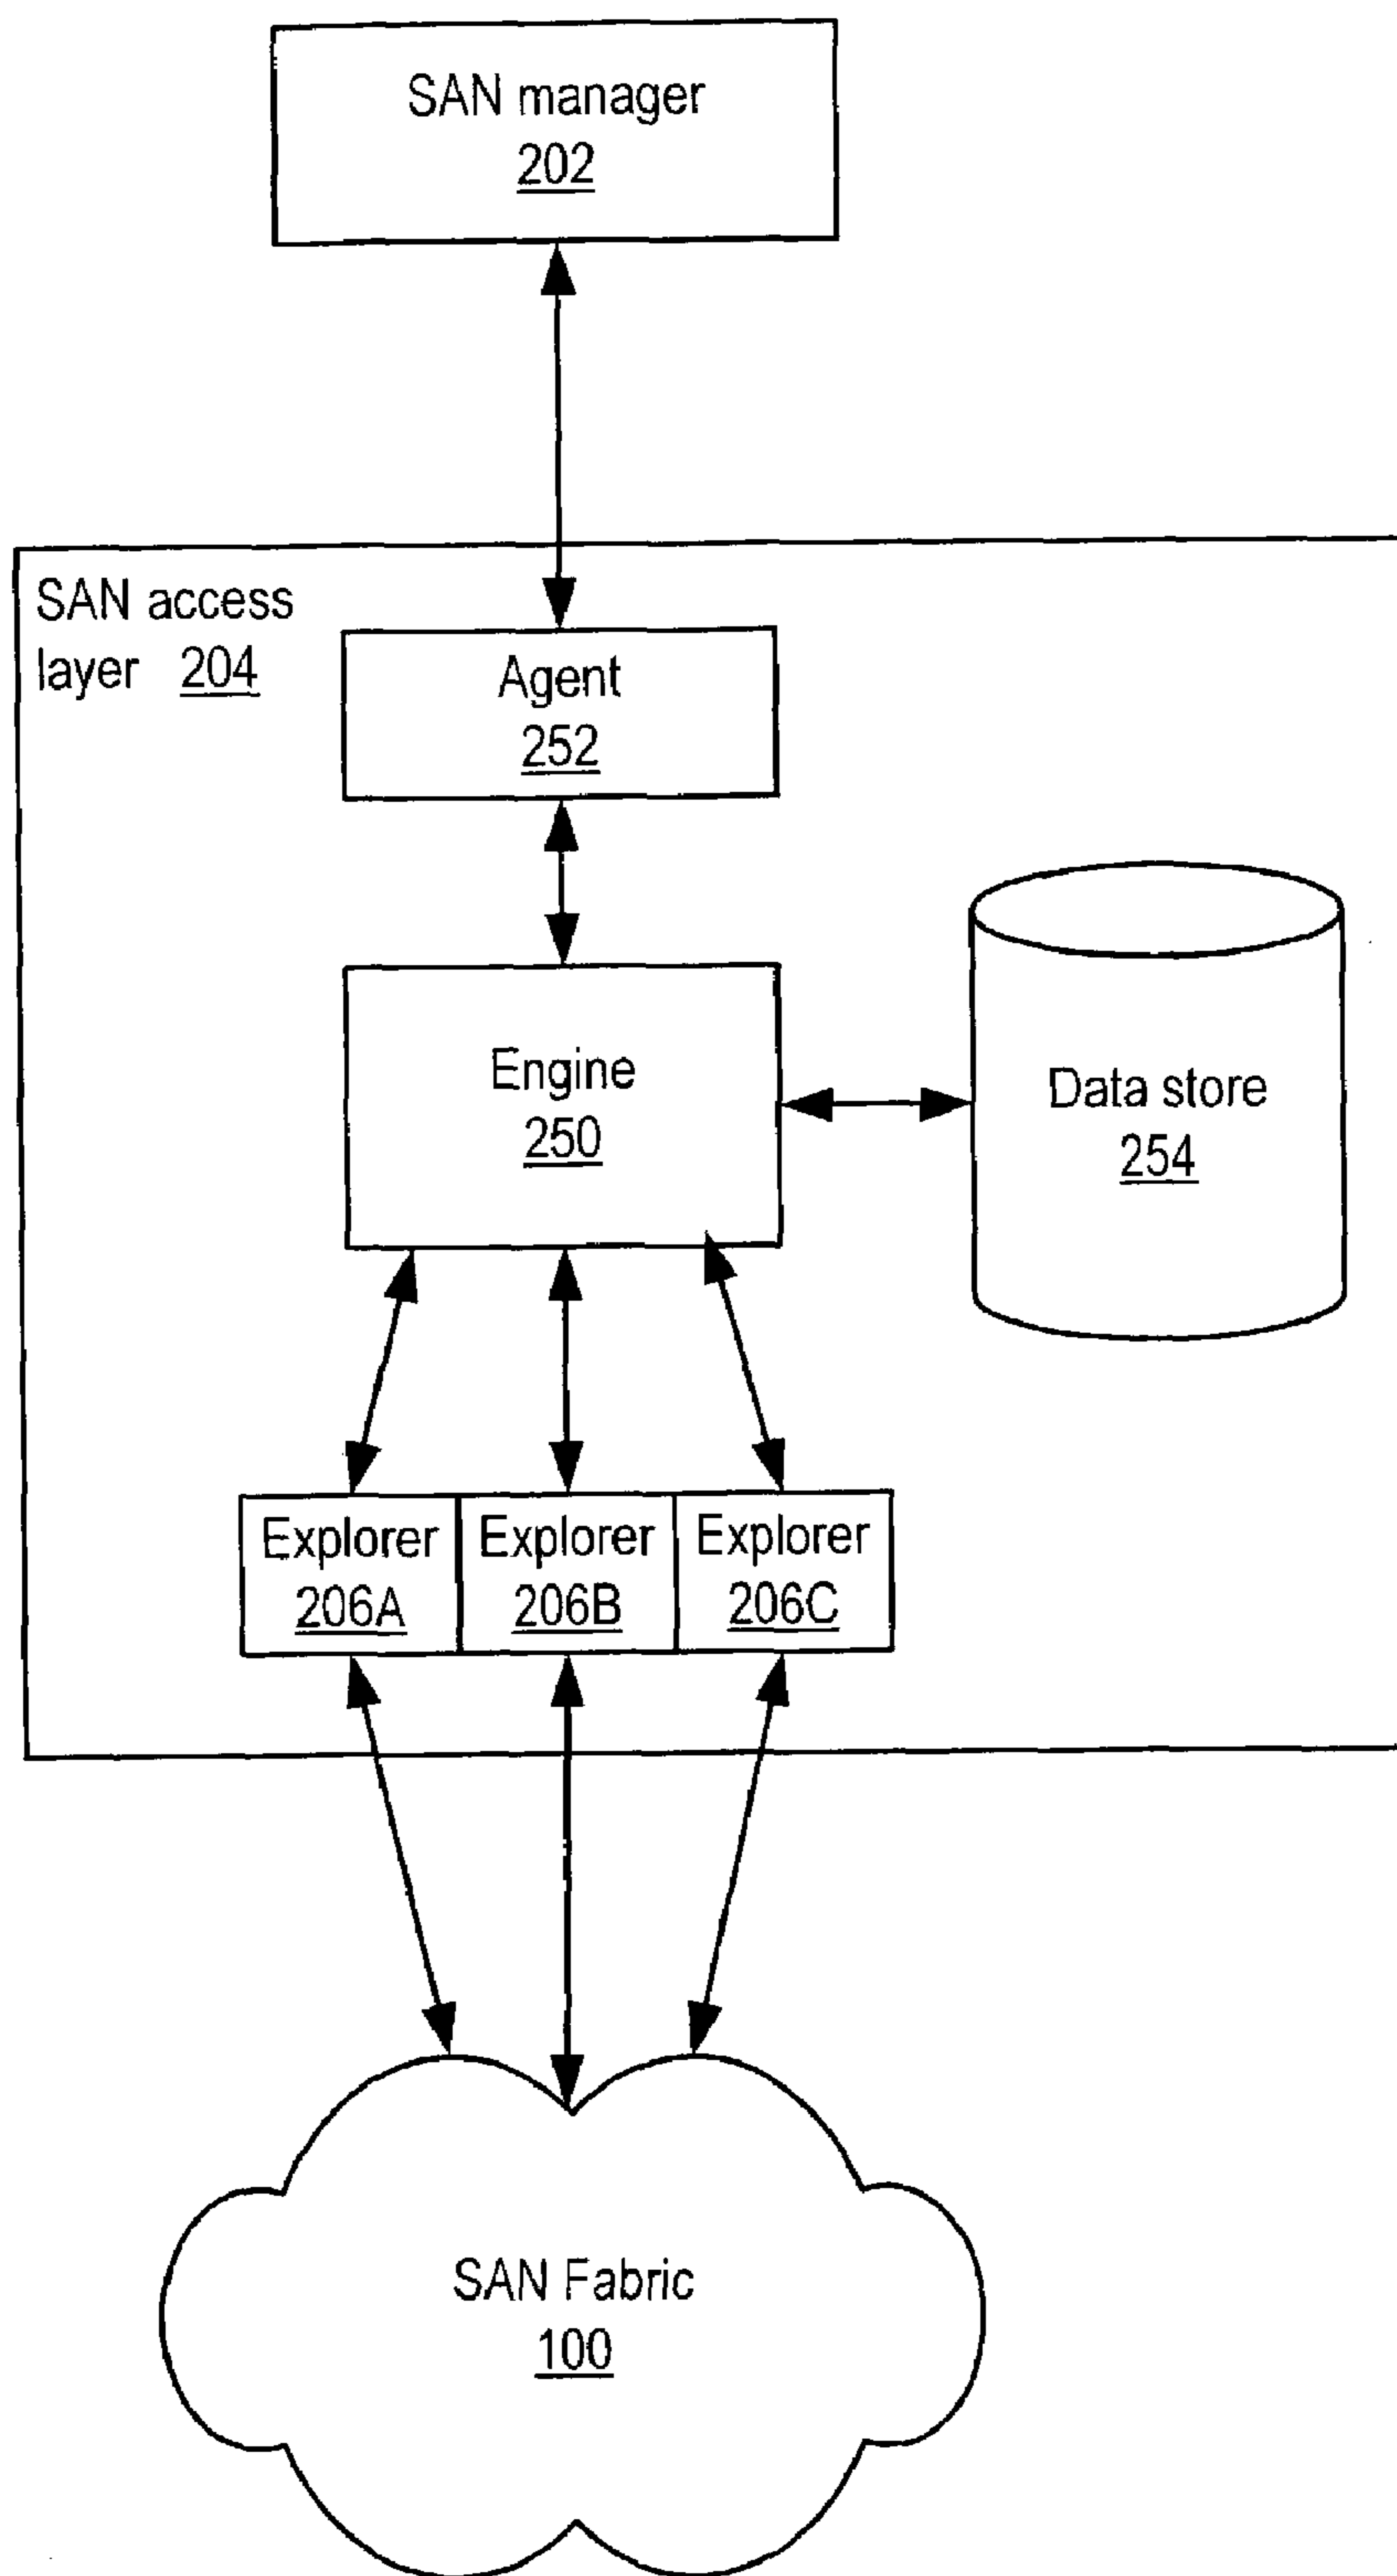 SAN manager
202
SAN access
layer 204
Agent
252
Engine
250
Data store
254
Explorer
206A
Explorer
206B
Explorer
206C
SAN Fabric
100